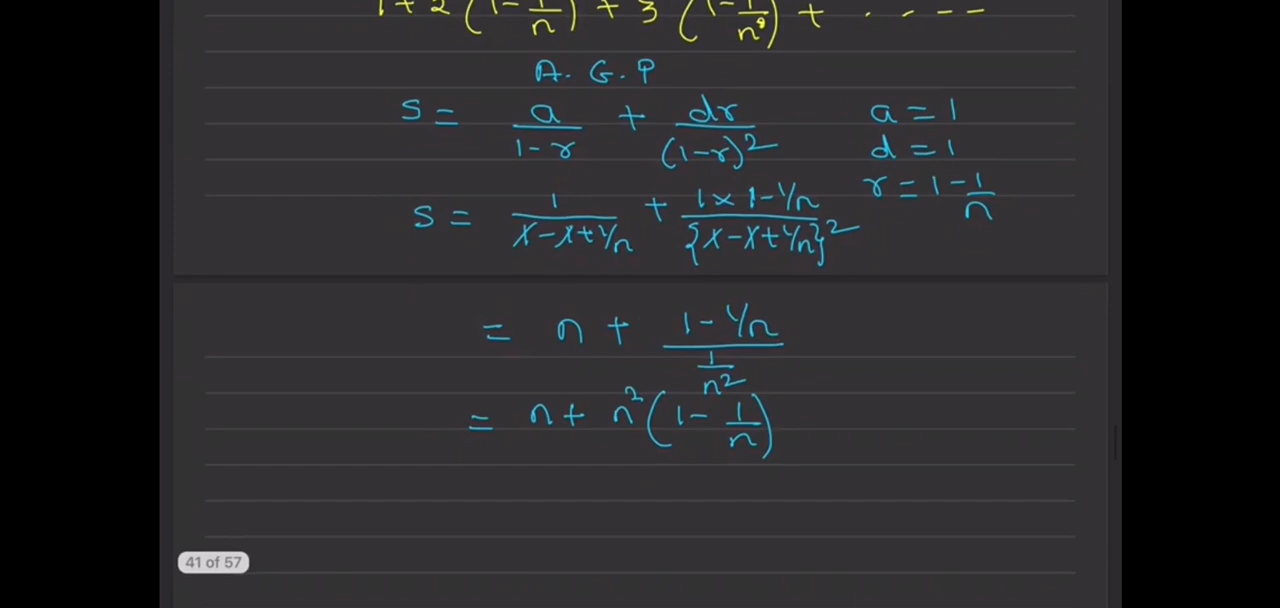 1 + 2 (1 - 1/n) + 3 (1 - 1/n²) + . . - - -
A. G. P
S = a/(1-r) + dr/(1-r)² a = 1
d = 1
r = 1 - 1/n
S = 1/(1-1+1/n) + (1 × 1-1/n)/{1-1+1/n}²
= n + (1 - 1/n)/(1/n²)
= n + n² (1 - 1/n)
41 of 57